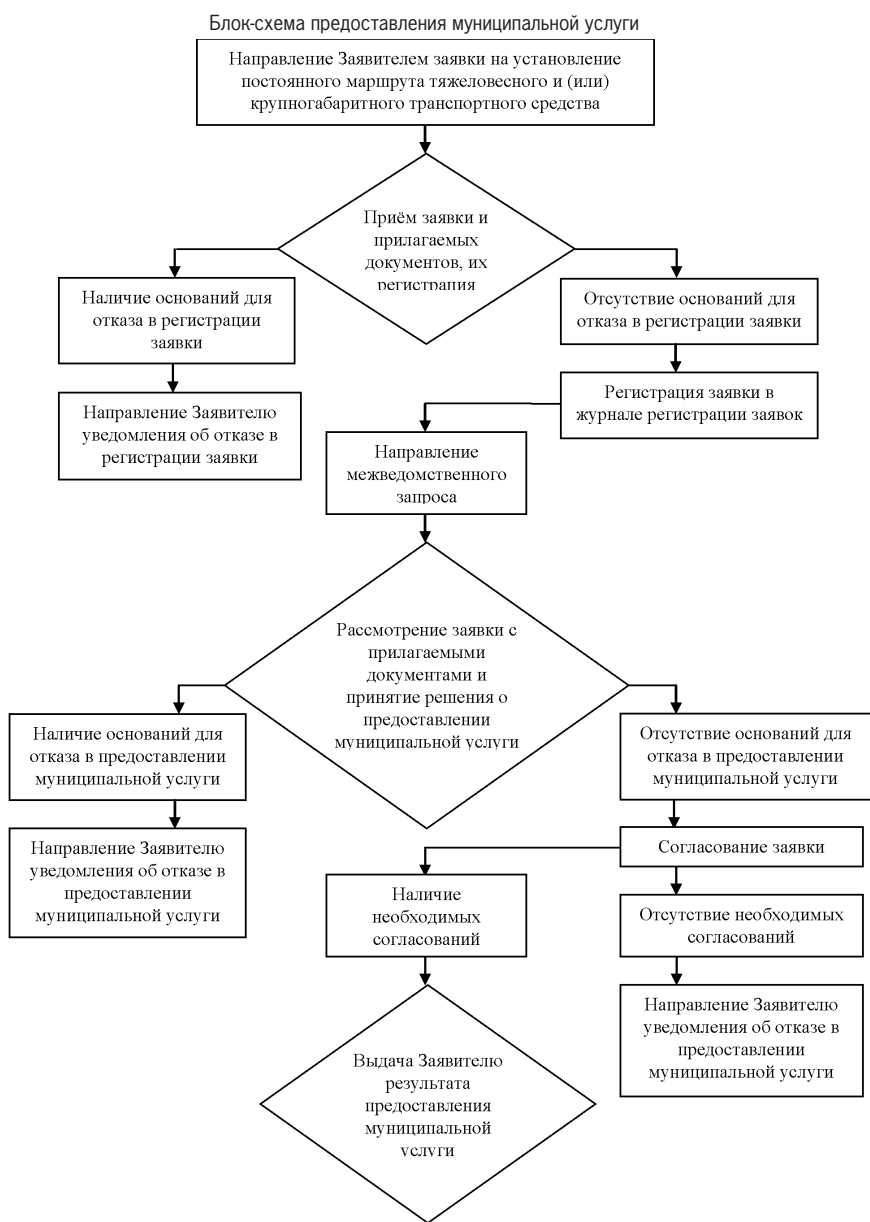 Блок-схема предоставления муниципальной услуги
Направление Заявителем заявки на установление
постоянного маршрута тяжеловесного и (или)
крупногабаритного транспортного средства
Приём заявки и
прилагаемых
документов, их
регистрация
Наличие оснований для
отказа в регистрации
заявки
Отсутствие оснований для
отказа в регистрации заявки
Направление Заявителю
уведомления об отказе в
регистрации заявки
Регистрация заявки в
журнале регистрации заявок
Направление
межведомственного
запроса
Рассмотрение заявки с
прилагаемыми
документами и
принятие решения о
предоставлении
муниципальной услуги
Наличие оснований для
отказа в предоставлении
муниципальной услуги
Отсутствие оснований для
отказа в предоставлении
муниципальной услуги
Направление Заявителю
уведомления об отказе в
предоставлении
муниципальной услуги
Согласование заявки
Наличие
необходимых
согласований
Отсутствие необходимых
согласований
Направление Заявителю
уведомления об отказе в
предоставлении
муниципальной услуги
Выдача Заявителю
результата
предоставления
муниципальной
услуги